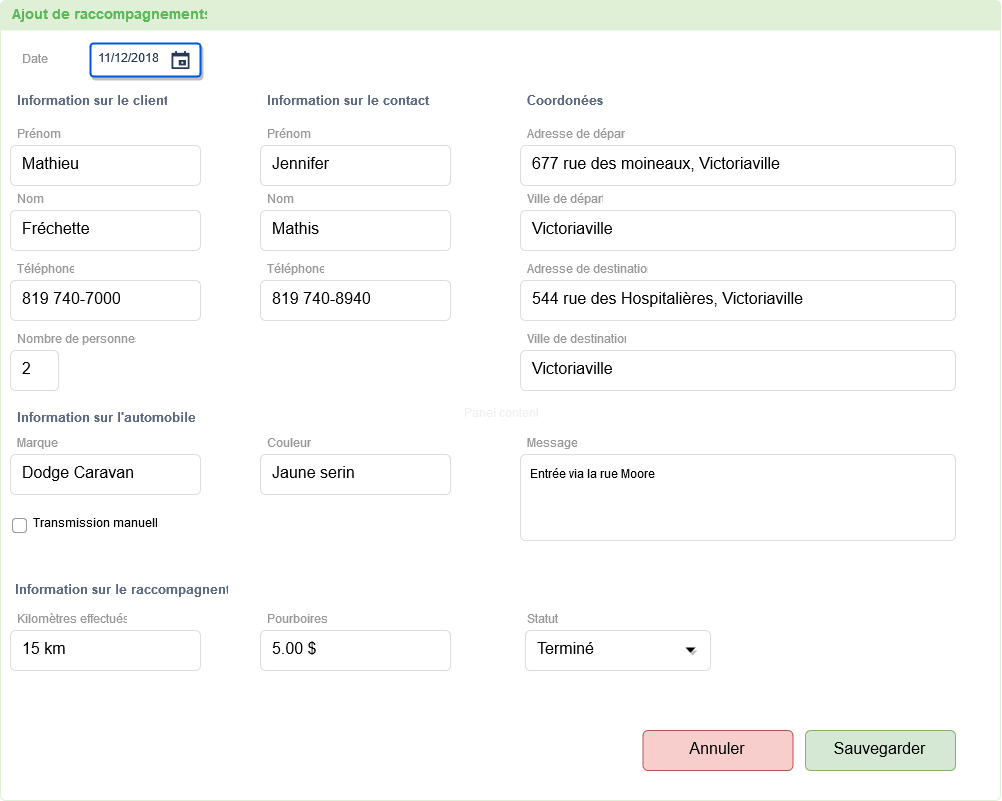 Ajout de raccompagnements
Date
11/12/2018
Information sur le client
Information sur le contact
Coordonées
Prénom
Prénom
Adresse de dépar
Mathieu
Jennifer
677 rue des moineaux, Victoriaville
Nom
Nom
Ville de dépar
Fréchette
Mathis
Victoriaville
Téléphone
Téléphone
Adresse de destinatio
819 740-7000
819 740-8940
544 rue des Hospitalières, Victoriaville
Nombre de personne
Ville de destination
2
Victoriaville
Panel content
Information sur l'automobile
Marque
Couleur
Message
Dodge Caravan
Jaune serin
Entrée via la rue Moore
Transmission manuell
Information sur le raccompagnent
Kilomètres effectués
Pourboires
Statut
15 km
5.00 $
Terminé
Annuler
Sauvegarder